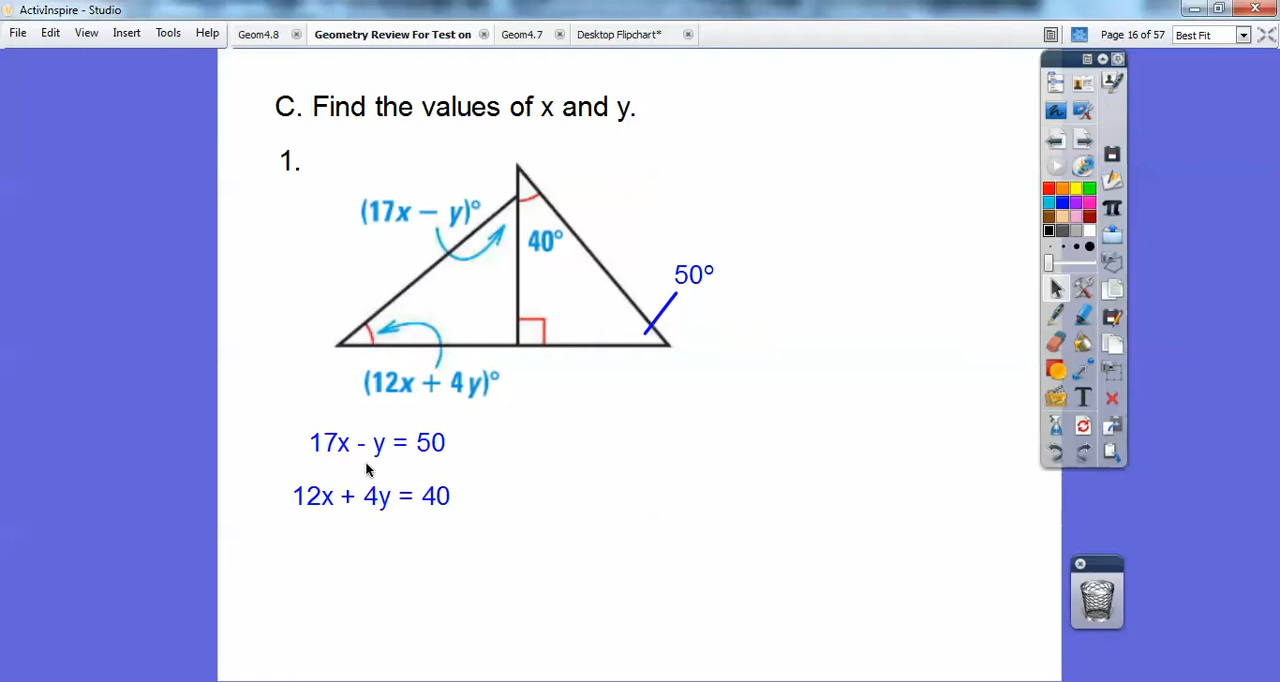 ActivInspire - Studio
File Edit View Insert Tools Help
Geom4.8 Geometry Review For Test on Geom4.7 Desktop Flipchart*
Page 16 of 57 Best Fit
C. Find the values of x and y.
1.
(17x − y)°
40°
50º
(12x + 4y)°
17x - y = 50
12x + 4y = 40